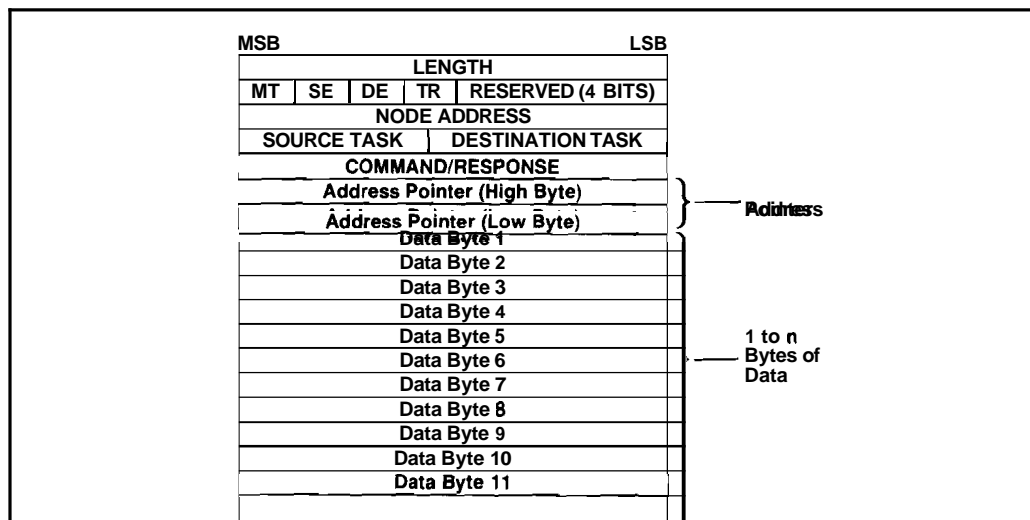 MSB LSB
LENGTH
MT SE DE TR RESERVED (4 BITS)
NODE ADDRESS
SOURCE TASK DESTINATION TASK
COMMAND/RESPONSE
Address Pointer (High Byte)
Address Pointer (Low Byte)
Data Byte 1
Data Byte 2
Data Byte 3
Data Byte 4
Data Byte 5
Data Byte 6
Data Byte 7
Data Byte 8
Data Byte 9
Data Byte 10
Data Byte 11
1 to n
Bytes of
Data